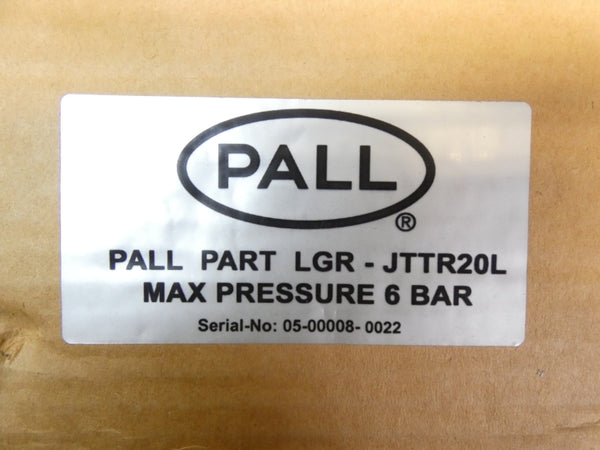 PALL
®
PALL PART LGR - JTTR20L
MAX PRESSURE 6 BAR
Serial-No: 05-00008- 0022